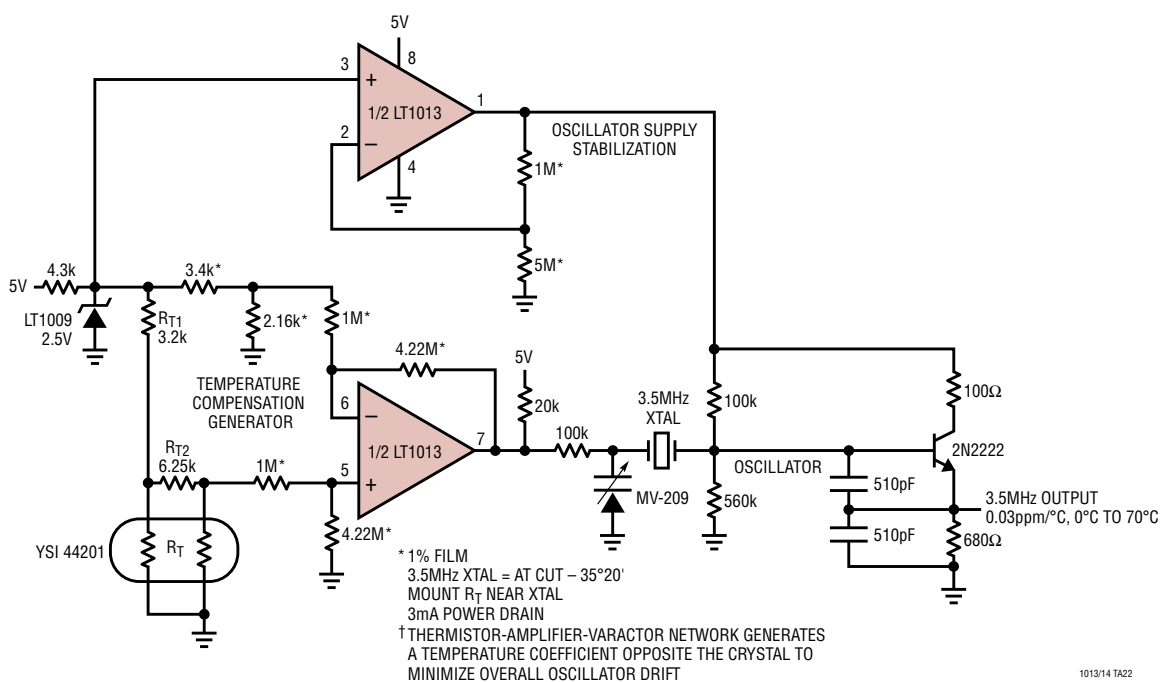 5V
8
3
+
1/2 LT1013
1
2
−
4
OSCILLATOR SUPPLY
STABILIZATION
1M*
5M*
5V
4.3k
3.4k*
LT1009
2.5V
RT1
3.2k
2.16k*
1M*
4.22M*
TEMPERATURE
COMPENSATION
GENERATOR
5V
20k
6
−
1/2 LT1013
7
5
+
100k
3.5MHz
XTAL
100k
100Ω
2N2222
OSCILLATOR
RT2
6.25k
1M*
4.22M*
MV-209
560k
510pF
510pF
3.5MHz OUTPUT
0.03ppm/°C, 0°C TO 70°C
680Ω
YSI 44201
RT
* 1% FILM
3.5MHz XTAL = AT CUT – 35°20'
MOUNT RT NEAR XTAL
3mA POWER DRAIN
† THERMISTOR-AMPLIFIER-VARACTOR NETWORK GENERATES
A TEMPERATURE COEFFICIENT OPPOSITE THE CRYSTAL TO
MINIMIZE OVERALL OSCILLATOR DRIFT
1013/14 TA22